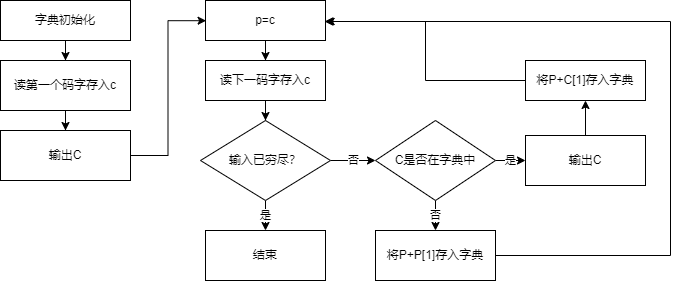 字典初始化
读第一个码字存入c
输出C
p=c
读下一码字存入c
输入已穷尽?
否
C是否在字典中
是
输出C
将P+C[1]存入字典
是
结束
否
将P+P[1]存入字典